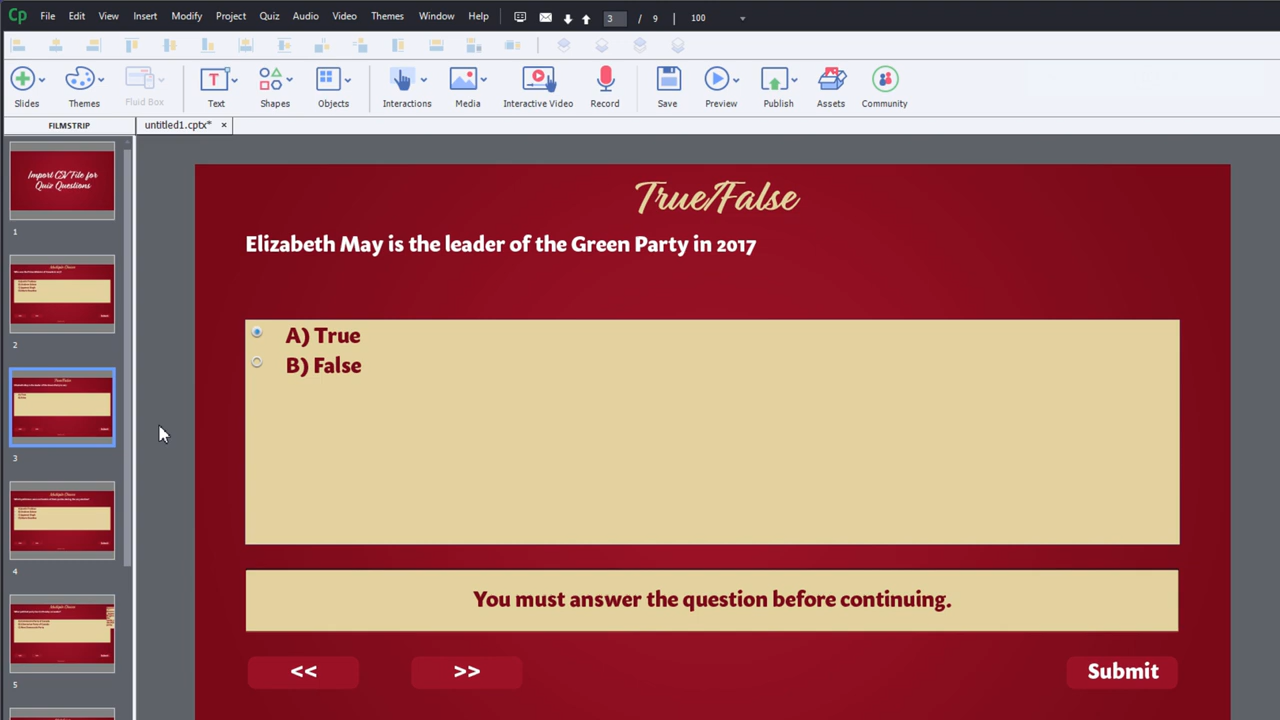 Cp File Edit View Insert Modify Project Quiz Audio Video Themes Window Help 3 / 9 | 100
Slides Themes Fluid Box Text Shapes Objects Interactions Media Interactive Video Record Save Preview Publish Assets Community
FILMSTRIP untitled1.cptx* ×
Import CSV File for
Quiz Questions
1
2
3
4
5
True/False
Elizabeth May is the leader of the Green Party in 2017
A) True
B) False
You must answer the question before continuing.
<< >> Submit